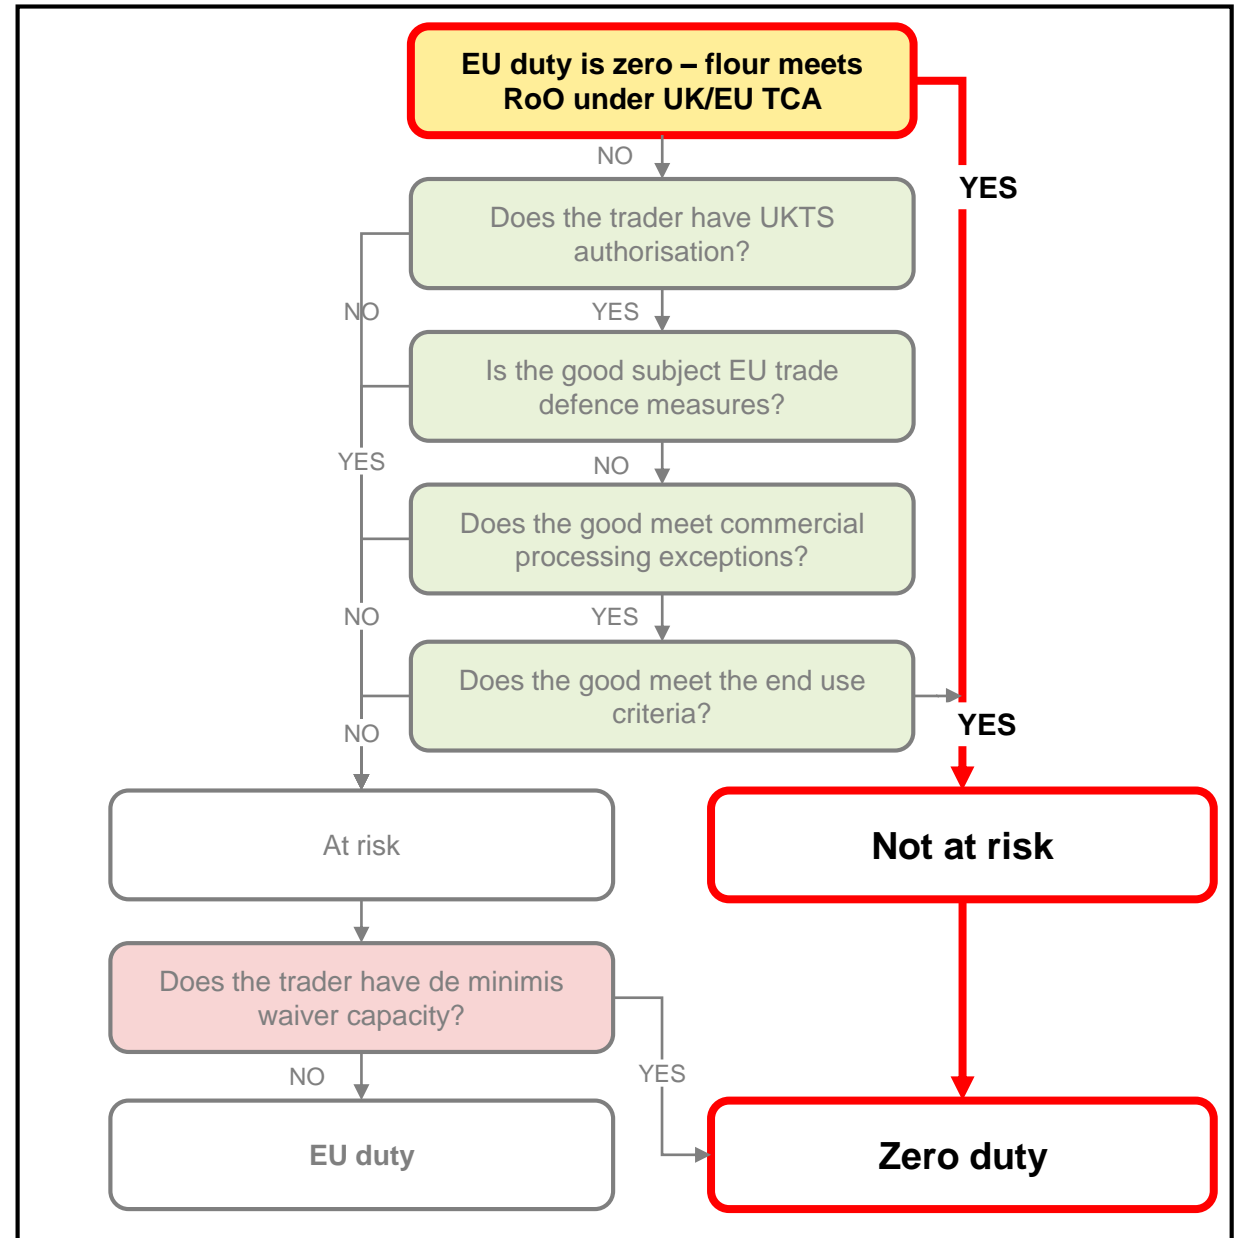 EU duty is zero – flour meets
RoO under UK/EU TCA
NO
YES
Does the trader have UKTS
authorisation?
NO
YES
Is the good subject EU trade
defence measures?
YES
NO
Does the good meet commercial
processing exceptions?
NO
YES
Does the good meet the end use
criteria?
NO
YES
At risk
Not at risk
Does the trader have de minimis
waiver capacity?
NO
YES
EU duty
Zero duty